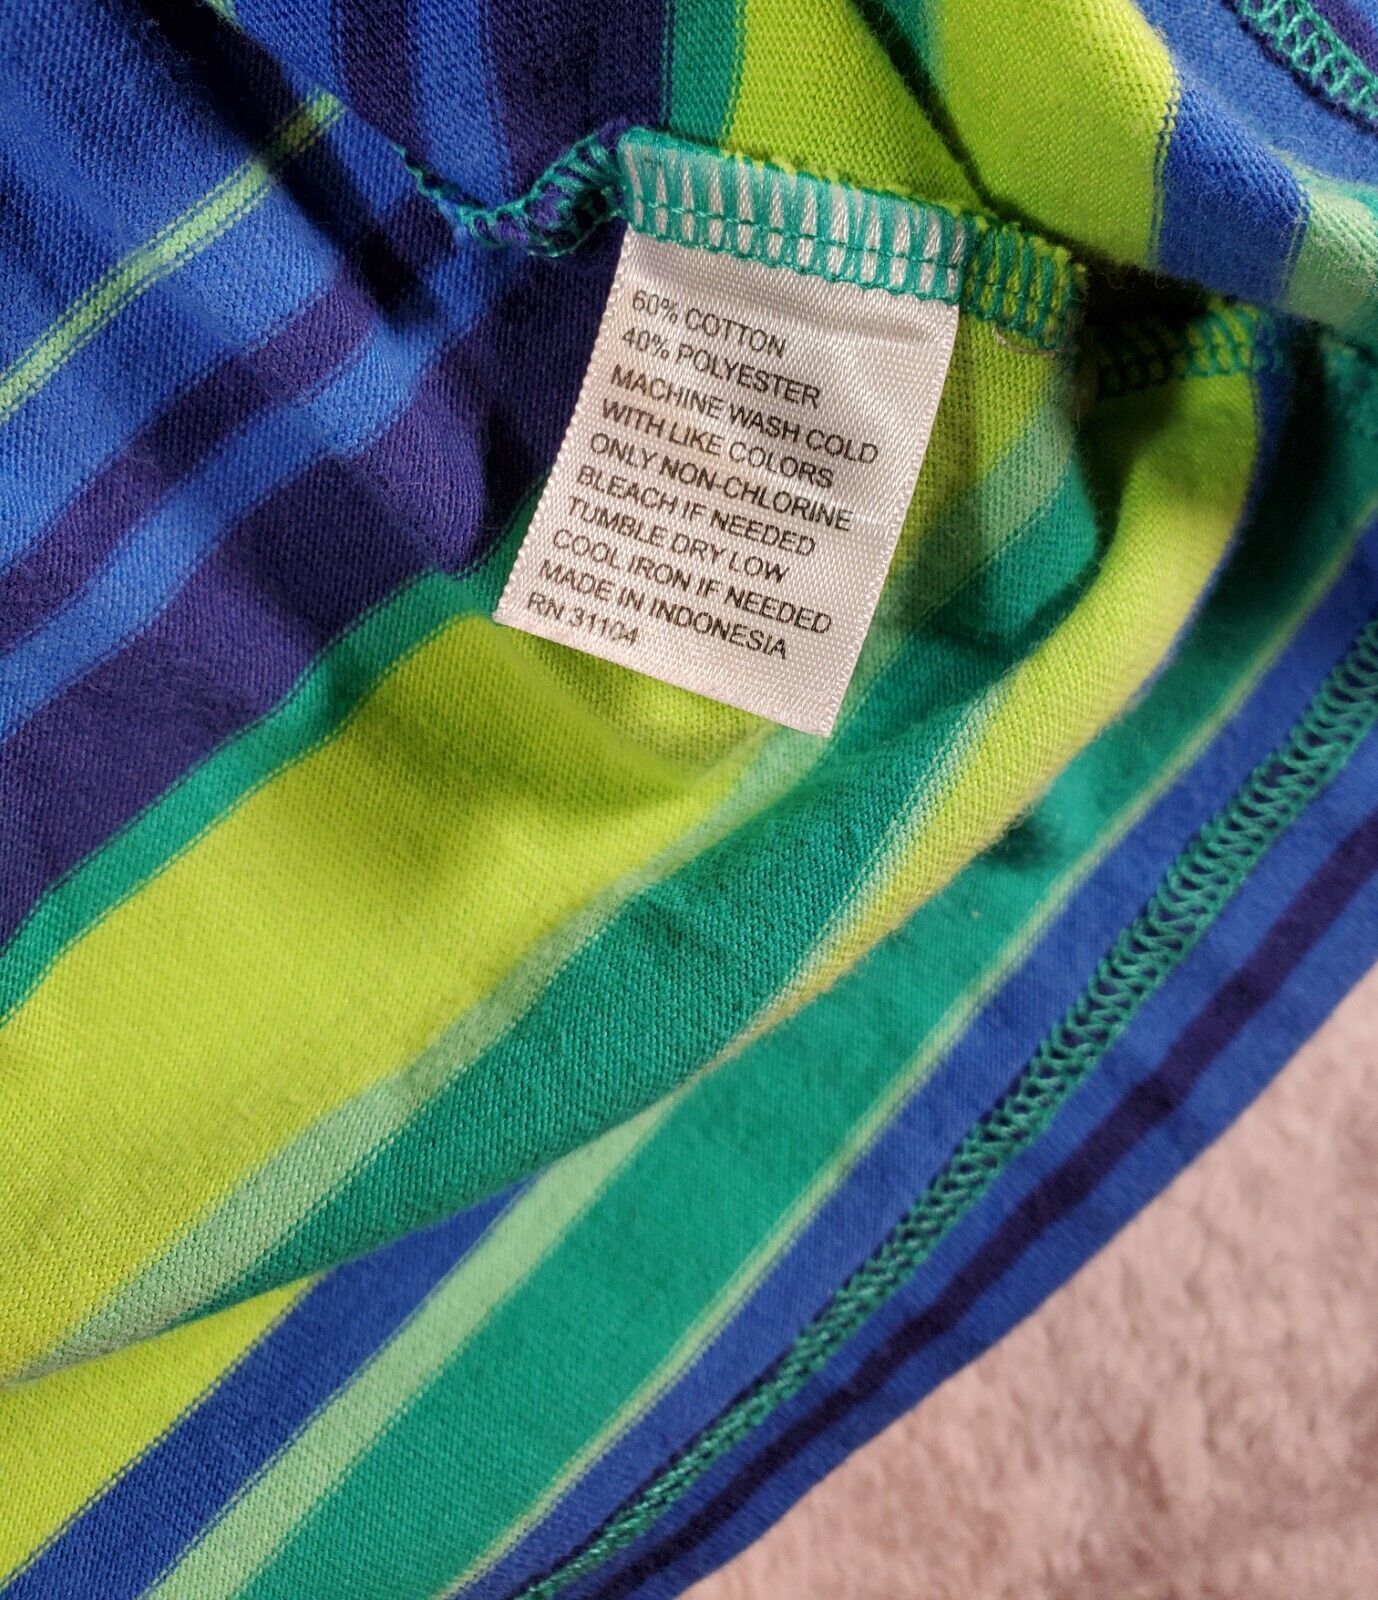 60% COTTON
40% POLYESTER
MACHINE WASH COLD
WITH LIKE COLORS
ONLY NON-CHLORINE
BLEACH IF NEEDED
TUMBLE DRY LOW
COOL IRON IF NEEDED
MADE IN INDONESIA
RN 31104